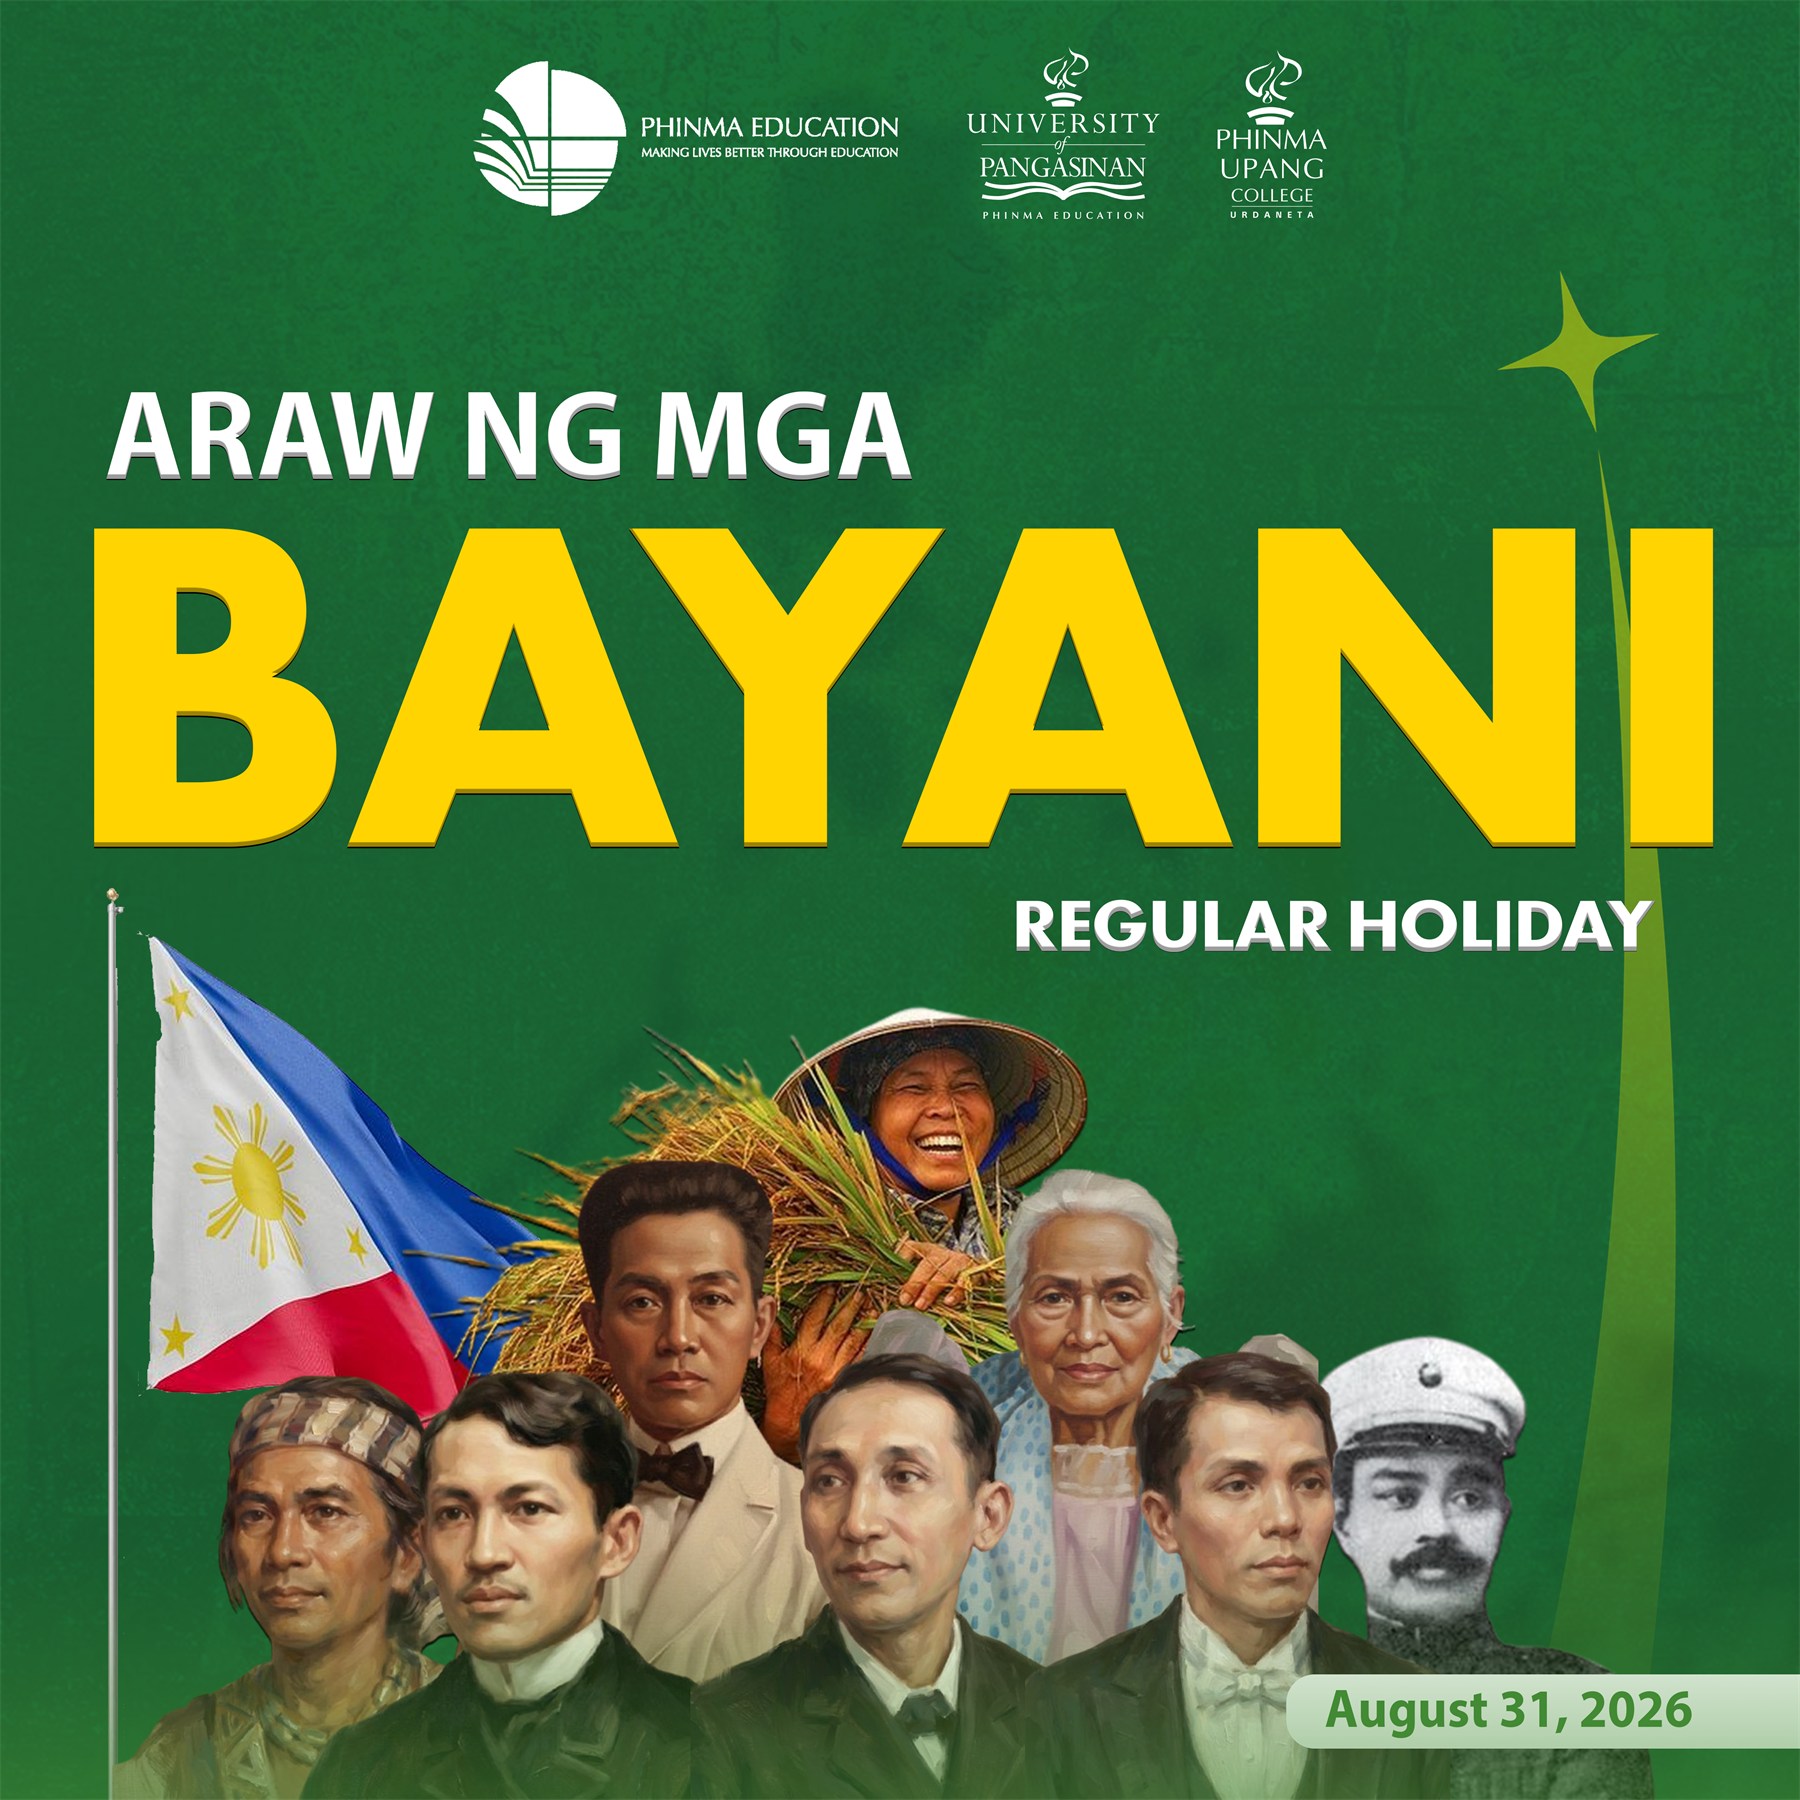 PHINMA EDUCATION
MAKING LIVES BETTER THROUGH EDUCATION
UNIVERSITY
of
PANGASINAN
PHINMA EDUCATION
PHINMA
UPANG
COLLEGE
URDANETA
ARAW NG MGA
BAYANI
REGULAR HOLIDAY
August 31, 2026